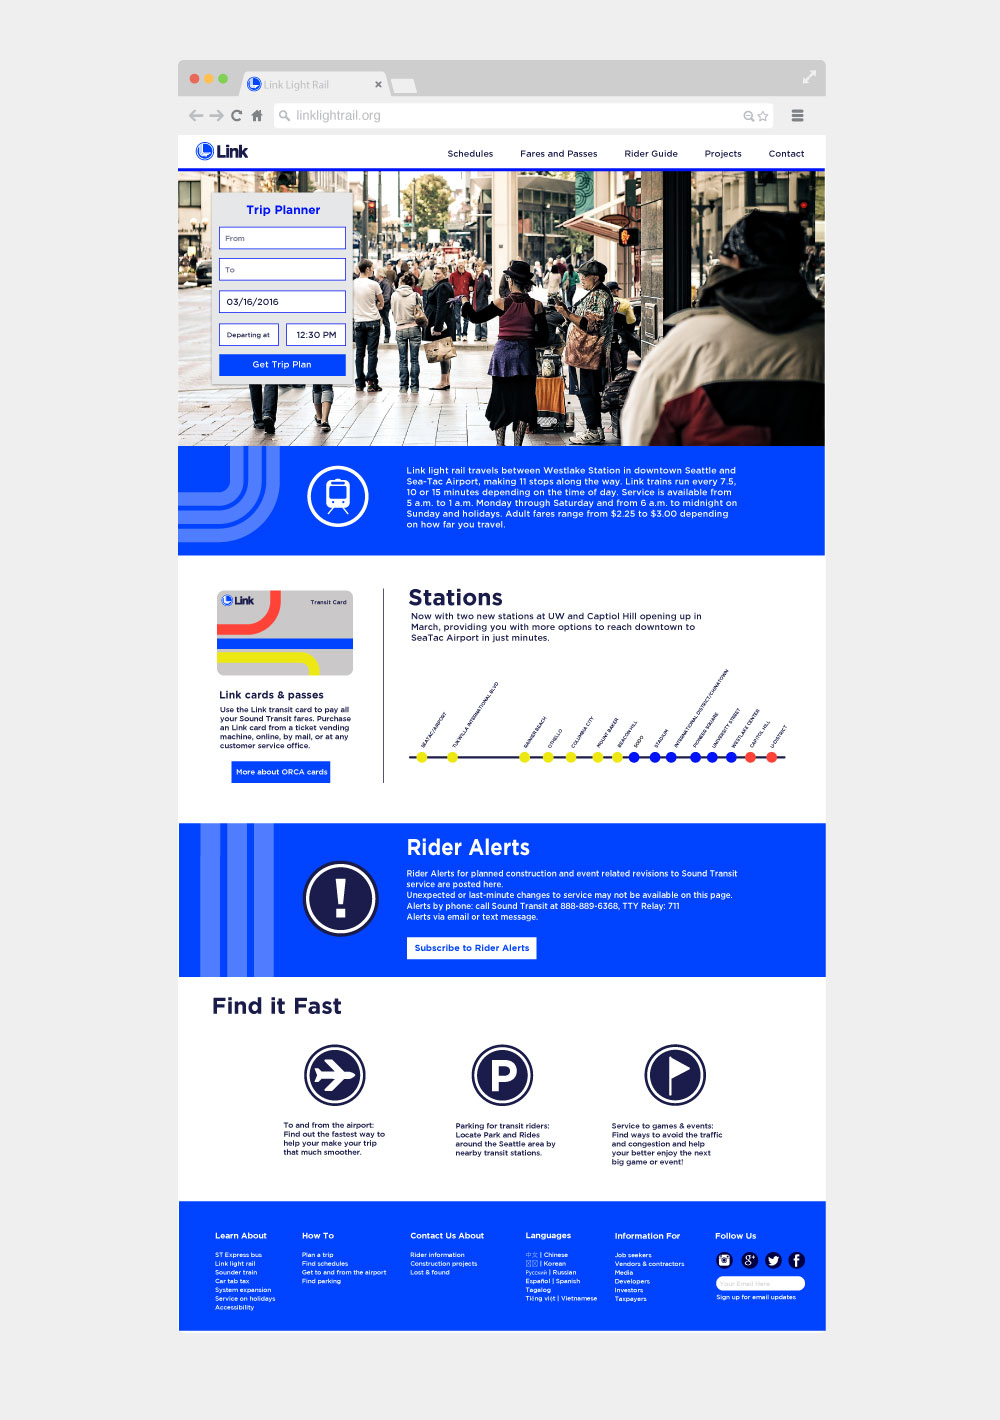 Link Light Rail
linklightrail.org
Link
Schedules
Fares and Passes
Rider Guide
Projects
Contact
Trip Planner
From
To
03/16/2016
Departing at
12:30 PM
Get Trip Plan
Link light rail travels between Westlake Station in downtown Seattle and
Sea-Tac Airport, making 11 stops along the way. Link trains run every 7.5,
10 or 15 minutes depending on the time of day. Service is available from
5 a.m. to 1 a.m. Monday through Saturday and from 6 a.m. to midnight on
Sunday and holidays. Adult fares range from $2.25 to $3.00 depending
on how far you travel.
Link
Transit Card
Link cards & passes
Use the Link transit card to pay all
your Sound Transit fares. Purchase
an Link card from a ticket vending
machine, online, by mail, or at any
customer service office.
More about ORCA cards
Stations
Now with two new stations at UW and Captiol Hill opening up in
March, providing you with more options to reach downtown to
SeaTac Airport in just minutes.
SEATAC/AIRPORT
TUKWILLA INTERNATIONAL BLVD
RAINIER BEACH
OTHELLO
COLUMBIA CITY
MOUNT BAKER
BEACON HILL
SODO
STADIUM
INTERNATIONAL DISTRICT/CHINATOWN
PIONEER SQUARE
UNIVERSITY STREET
WESTLAKE CENTER
CAPITOL HILL
U-DISTRICT
Rider Alerts
Rider Alerts for planned construction and event related revisions to Sound Transit
service are posted here.
Unexpected or last-minute changes to service may not be available on this page.
Alerts by phone: call Sound Transit at 888-889-6368, TTY Relay: 711
Alerts via email or text message.
Subscribe to Rider Alerts
Find it Fast
P
To and from the airport:
Find out the fastest way to
help your make your trip
that much smoother.
Parking for transit riders:
Locate Park and Rides
around the Seattle area by
nearby transit stations.
Service to games & events:
Find ways to avoid the traffic
and congestion and help
your better enjoy the next
big game or event!
Learn About
ST Express bus
Link light rail
Sounder train
Car tab tax
System expansion
Service on holidays
Accessibility
How To
Plan a trip
Find schedules
Get to and from the airport
Find parking
Contact Us About
Rider information
Construction projects
Lost & found
Languages
中文 | Chinese
| Korean
Русский | Russian
Español | Spanish
Tagalog
Tiếng việt | Vietnamese
Information For
Job seekers
Vendors & contractors
Media
Developers
Investors
Taxpayers
Follow Us
Your Email Here
Sign up for email updates